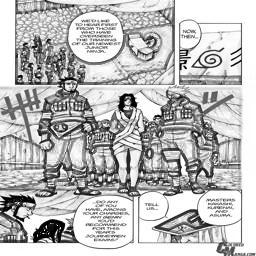 WE'D LIKE
TO HEAR FIRST
FROM THOSE
WHO HAVE
OVERSEEN
THE TRAINING
OF OUR NEWEST
JUNIOR
NINJA.
NOW,
THEN...
...DO ANY
OF YOU
HAVE, AMONG
YOUR CHARGES,
ANY GENIN
YOU'D
RECOMMEND
FOR THIS
YEAR'S
JOURNEYMAN
EXAMS?
TELL
US...
MASTERS
KAKASHI,
KURENAI,
AND
ASUMA.